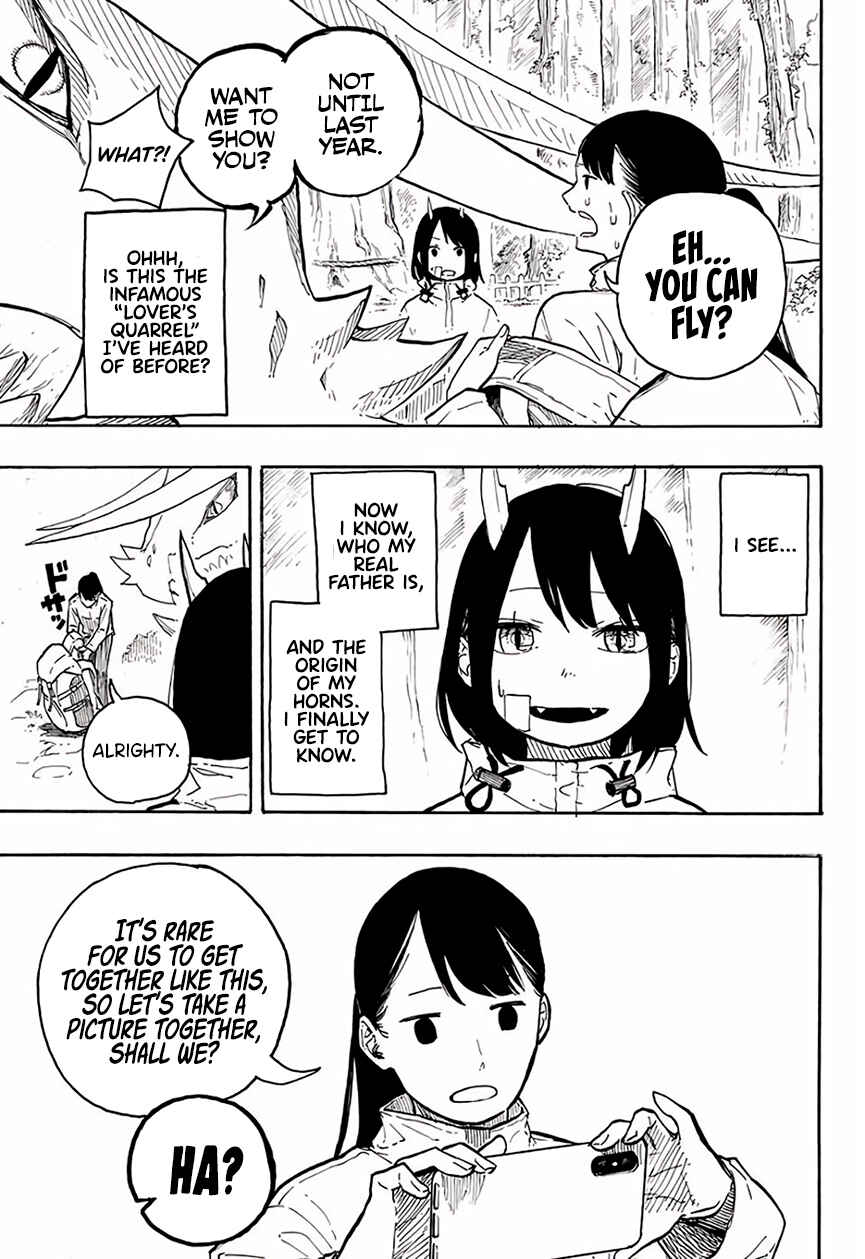 EH...
YOU CAN
FLY?
NOT
UNTIL
LAST
YEAR.
WANT
ME TO
SHOW
YOU?
WHAT?!
OHHH,
IS THIS THE
INFAMOUS
“LOVER’S
QUARREL”
I’VE HEARD
OF BEFORE?
I SEE...
NOW
I KNOW,
WHO MY
REAL
FATHER IS,
AND THE
ORIGIN
OF MY
HORNS.
I FINALLY
GET TO
KNOW.
ドサッ
ALRIGHTY.
IT’S RARE
FOR US TO GET
TOGETHER LIKE THIS,
SO LET’S TAKE A
PICTURE TOGETHER,
SHALL WE?
HA?